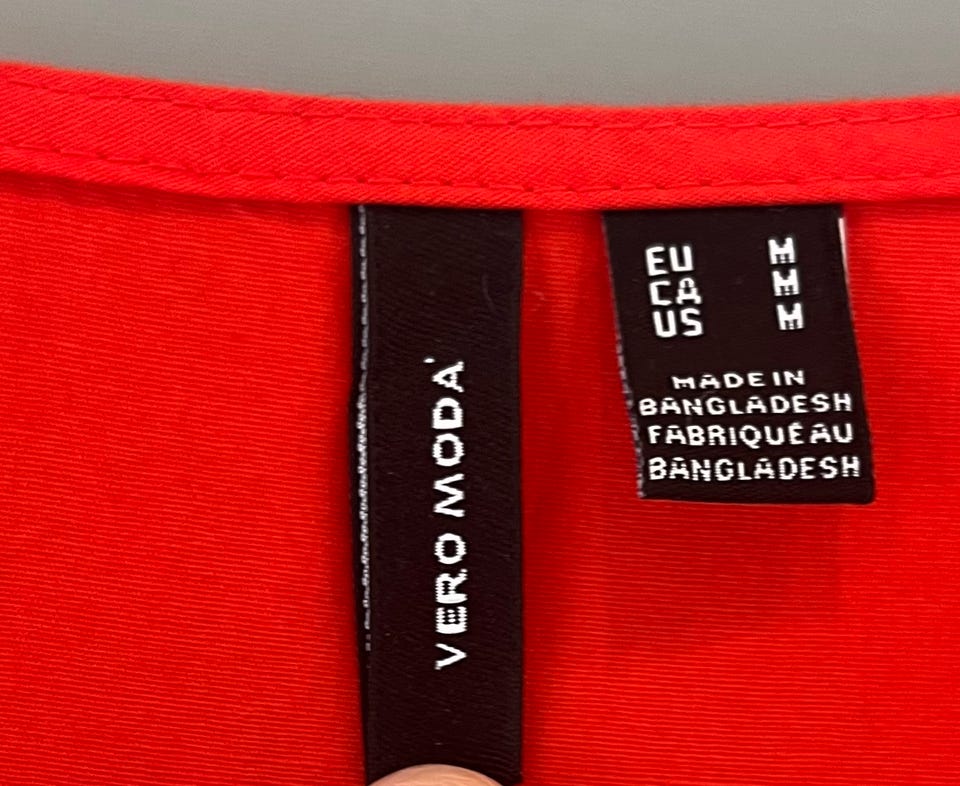 VERO MODA
EU M
CA M
US M
MADE IN
BANGLADESH
FABRIQUÉ AU
BANGLADESH